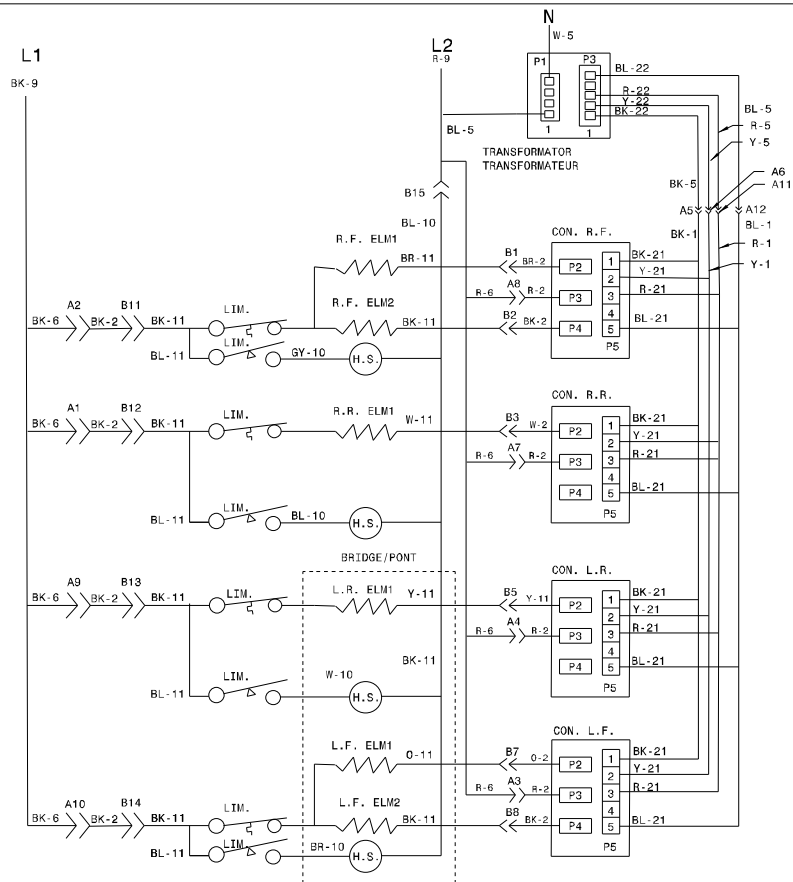 N
W-5
L1
L2
R-9
BK-9
P1
P3
BL-22
R-22
Y-22
BK-22
BL-5
R-5
Y-5
1
1
BL-5
TRANSFORMATOR
TRANSFORMATEUR
A6
A11
BK-5
B15
A5
A12
BL-10
BL-1
BK-1
R-1
Y-1
CON. R.F.
R.F. ELM1
BR-11
B1
BR-2
P2
1
BK-21
2
Y-21
A8
R-6
R-2
P3
3
R-21
4
A2
B11
LIM.
R.F. ELM2
BK-6
BK-2
BK-11
BK-11
B2
BK-2
P4
5
BL-21
P5
LIM.
BL-11
GY-10
H.S.
CON. R.R.
A1
B12
LIM.
R.R. ELM1
W-11
B3
BK-6
BK-2
BK-11
W-2
P2
1
BK-21
2
Y-21
A7
R-6
R-2
P3
3
R-21
4
P4
5
BL-21
P5
LIM.
BL-11
BL-10
H.S.
BRIDGE/PONT
CON. L.R.
A9
B13
LIM.
L.R. ELM1
Y-11
B5
BK-6
BK-2
BK-11
Y-11
P2
1
BK-21
2
Y-21
A4
R-6
R-2
P3
3
R-21
4
BK-11
P4
5
BL-21
P5
LIM.
W-10
BL-11
H.S.
CON. L.F.
L.F. ELM1
O-11
B7
O-2
P2
1
BK-21
2
Y-21
A3
R-6
R-2
P3
3
R-21
4
A10
B14
LIM.
L.F. ELM2
BK-6
BK-2
BK-11
BK-11
B8
BK-2
P4
5
BL-21
P5
LIM.
BL-11
BR-10
H.S.